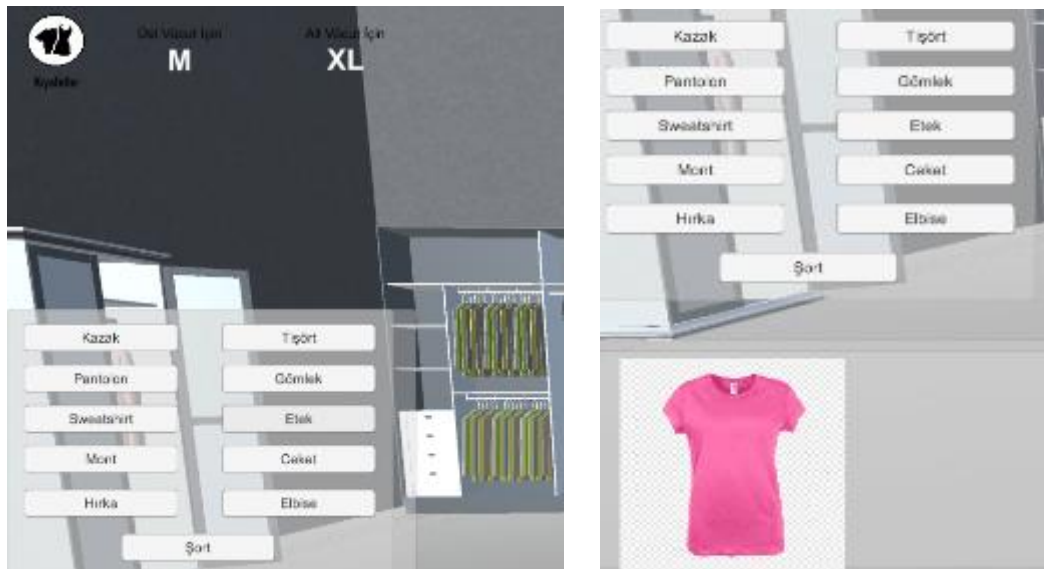 Üst Vücut İçin
Alt Vücut İçin
M
XL
Kıyafetler
Kazak
Tişört
Pantolon
Gömlek
Sweatshirt
Etek
Mont
Ceket
Hırka
Elbise
Şort
Kazak
Tişört
Pantolon
Gömlek
Sweatshirt
Etek
Mont
Ceket
Hırka
Elbise
Şort